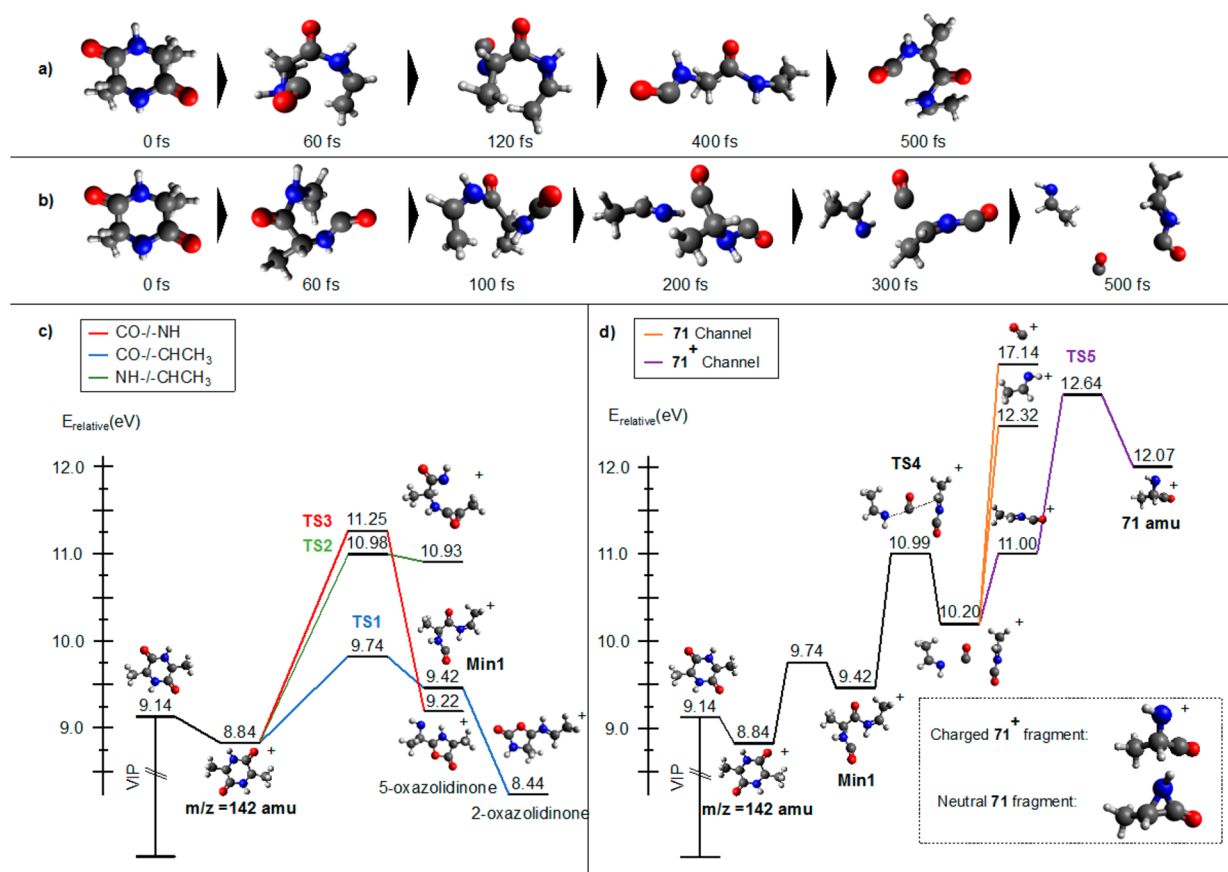 a)
0 fs 60 fs 120 fs 400 fs 500 fs
b)
0 fs 60 fs 100 fs 200 fs 300 fs 500 fs
c)
CO-/-NH
CO-/-CHCH₃
NH-/-CHCH₃
E_relative(eV)
12.0
11.0
10.0
9.0
VIP
9.14
8.84
+
m/z =142 amu
TS3
11.25
TS2
10.98
10.93
+
TS1
9.74
+
Min1
9.42
9.22
+
5-oxazolidinone
+
8.44
2-oxazolidinone
d)
71 Channel
71⁺ Channel
E_relative(eV)
12.0
11.0
10.0
9.0
VIP
9.14
8.84
+
m/z =142 amu
9.74
9.42
+
Min1
TS4
+
10.99
10.20
+
+
17.14
+
12.32
+
11.00
TS5
12.64
12.07
+
71 amu
Charged 71⁺ fragment:
+
Neutral 71 fragment: